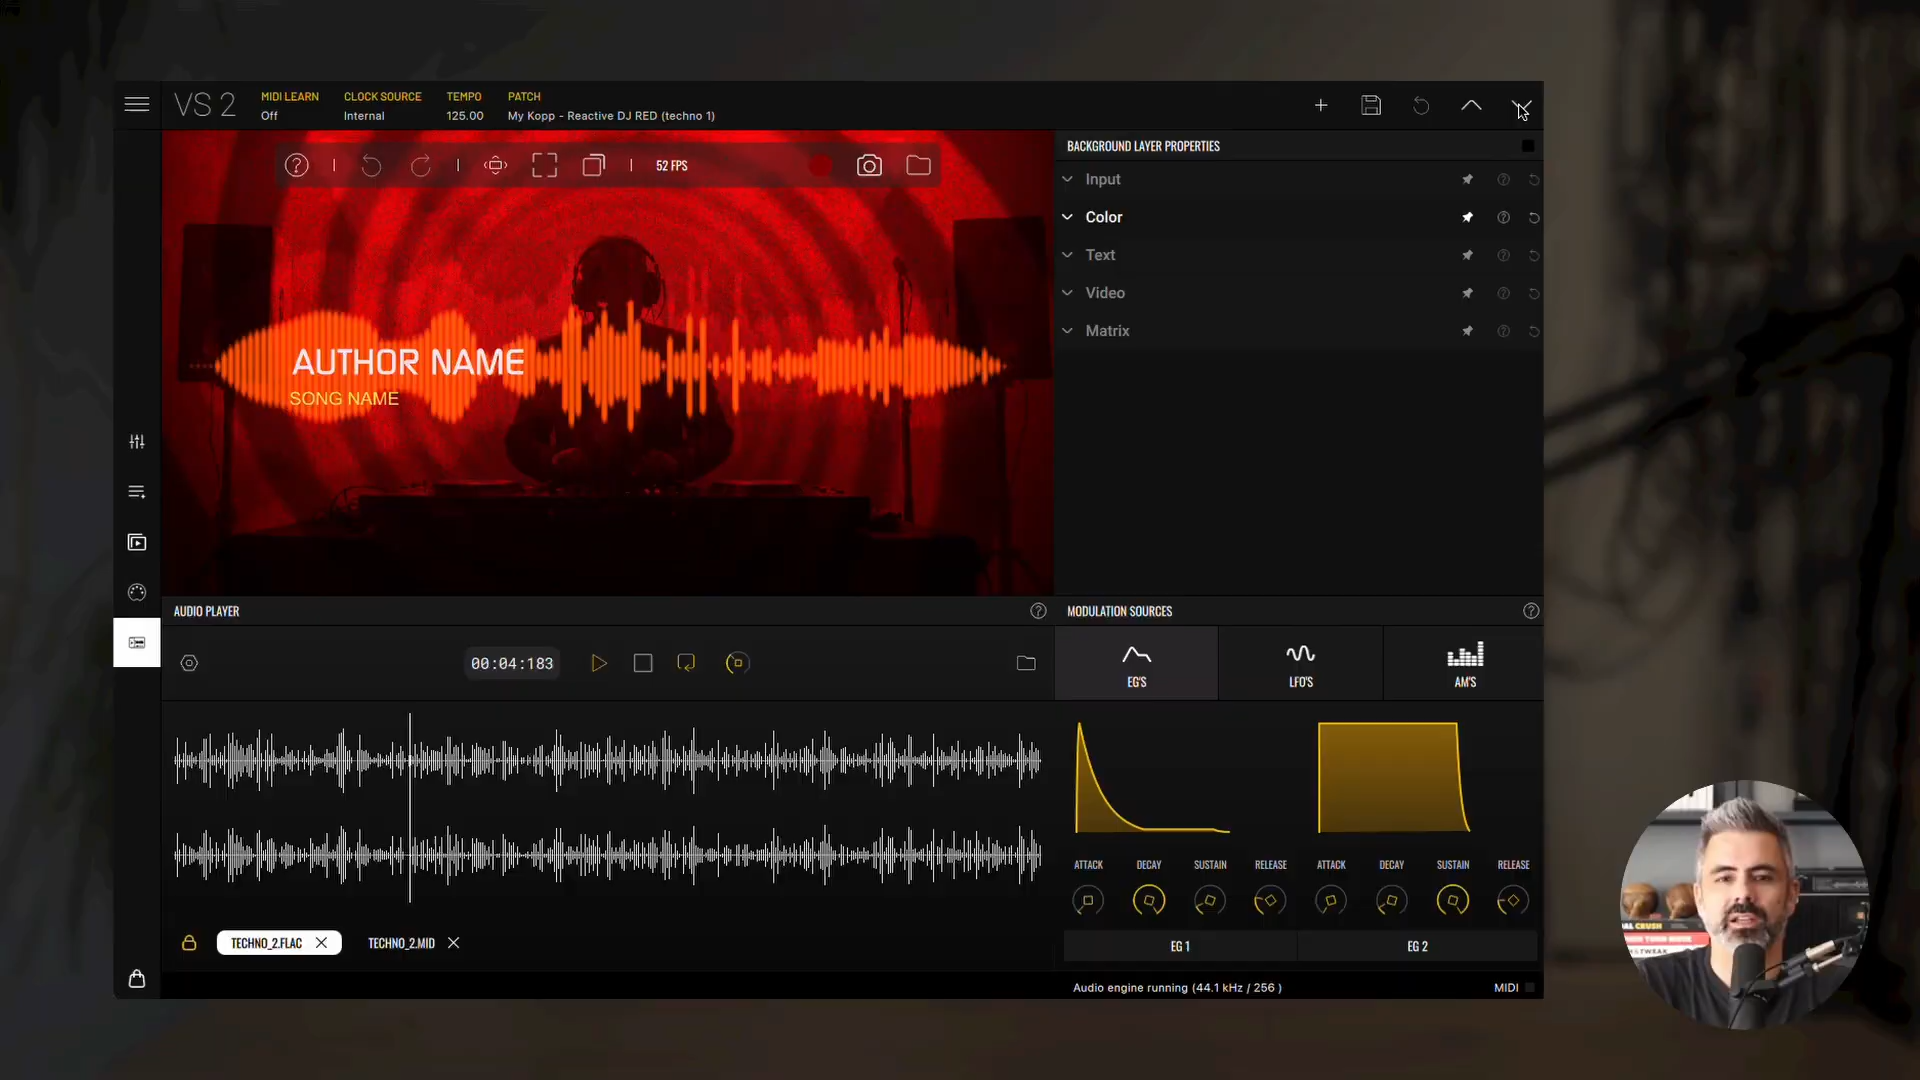 VS 2
MIDI LEARN
Off
CLOCK SOURCE
Internal
TEMPO
125.00
PATCH
My Kopp - Reactive DJ RED (techno 1)
52 FPS
AUTHOR NAME
SONG NAME
BACKGROUND LAYER PROPERTIES
Input
Color
Text
Video
Matrix
AUDIO PLAYER
00:04:183
TECHNO_2.FLAC
TECHNO_2.MID
MODULATION SOURCES
EG'S
LFO'S
AM'S
ATTACK DECAY SUSTAIN RELEASE
ATTACK DECAY SUSTAIN RELEASE
EG 1
EG 2
Audio engine running (44.1 kHz / 256 )
MIDI
CRUSH